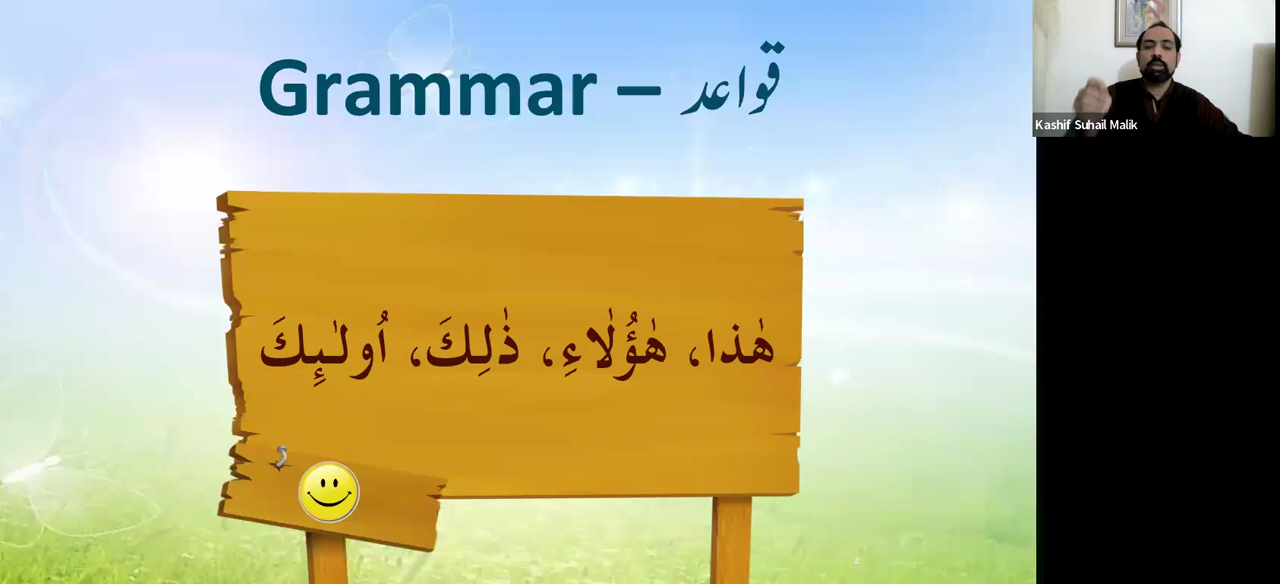 Grammar – قواعد
هٰذا، هٰؤُلَاءِ، ذٰلِكَ، اُولٰٓئِكَ
Kashif Suhail Malik